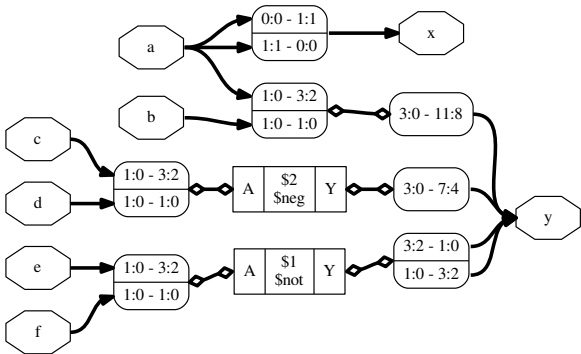 a
0:0 - 1:1
1:1 - 0:0
x
b
1:0 - 3:2
1:0 - 1:0
3:0 - 11:8
c
d
1:0 - 3:2
1:0 - 1:0
A
$2
$neg
Y
3:0 - 7:4
y
e
f
1:0 - 3:2
1:0 - 1:0
A
$1
$not
Y
3:2 - 1:0
1:0 - 3:2